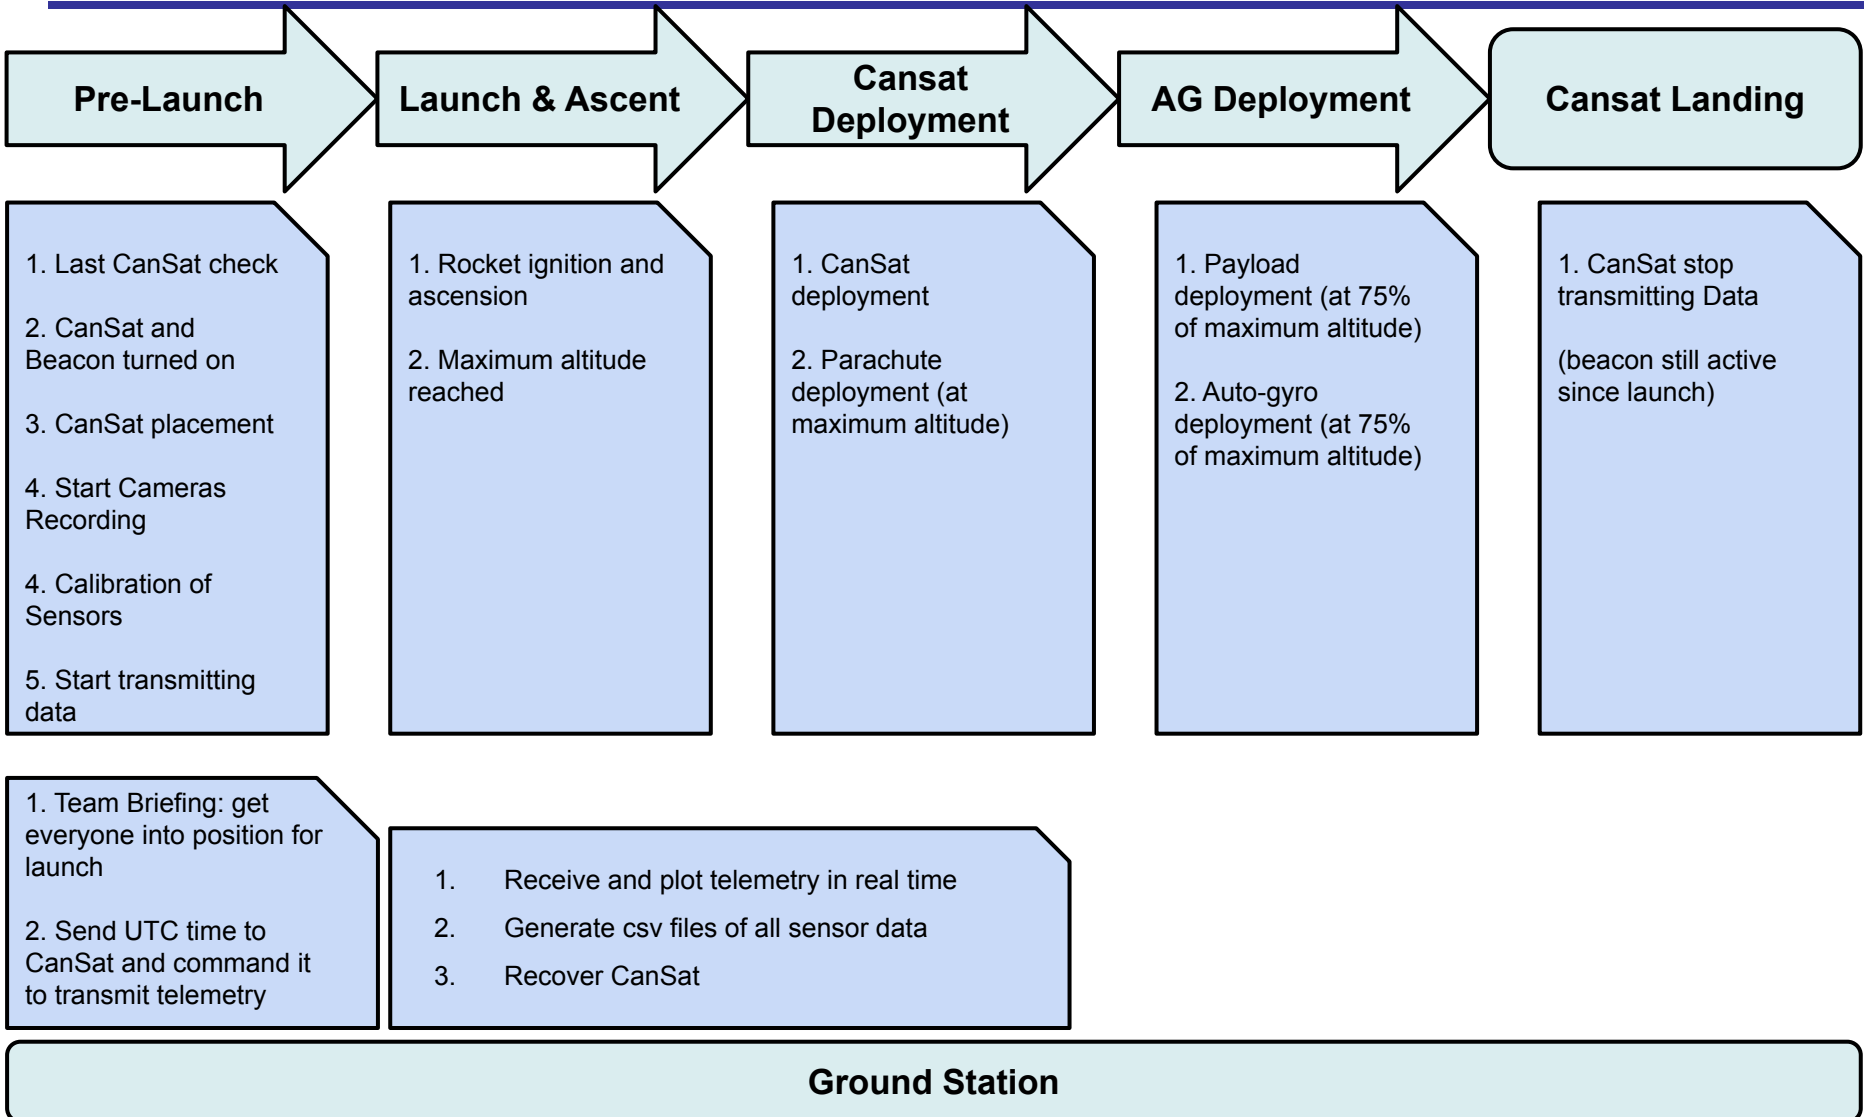 Pre-Launch
Launch & Ascent
Cansat
Deployment
AG Deployment
Cansat Landing
1. Last CanSat check
2. CanSat and
Beacon turned on
3. CanSat placement
4. Start Cameras
Recording
4. Calibration of
Sensors
5. Start transmitting
data
1. Rocket ignition and
ascension
2. Maximum altitude
reached
1. CanSat
deployment
2. Parachute
deployment (at
maximum altitude)
1. Payload
deployment (at 75%
of maximum altitude)
2. Auto-gyro
deployment (at 75%
of maximum altitude)
1. CanSat stop
transmitting Data
(beacon still active
since launch)
1. Team Briefing: get
everyone into position for
launch
2. Send UTC time to
CanSat and command it
to transmit telemetry
1. Receive and plot telemetry in real time
2. Generate csv files of all sensor data
3. Recover CanSat
Ground Station